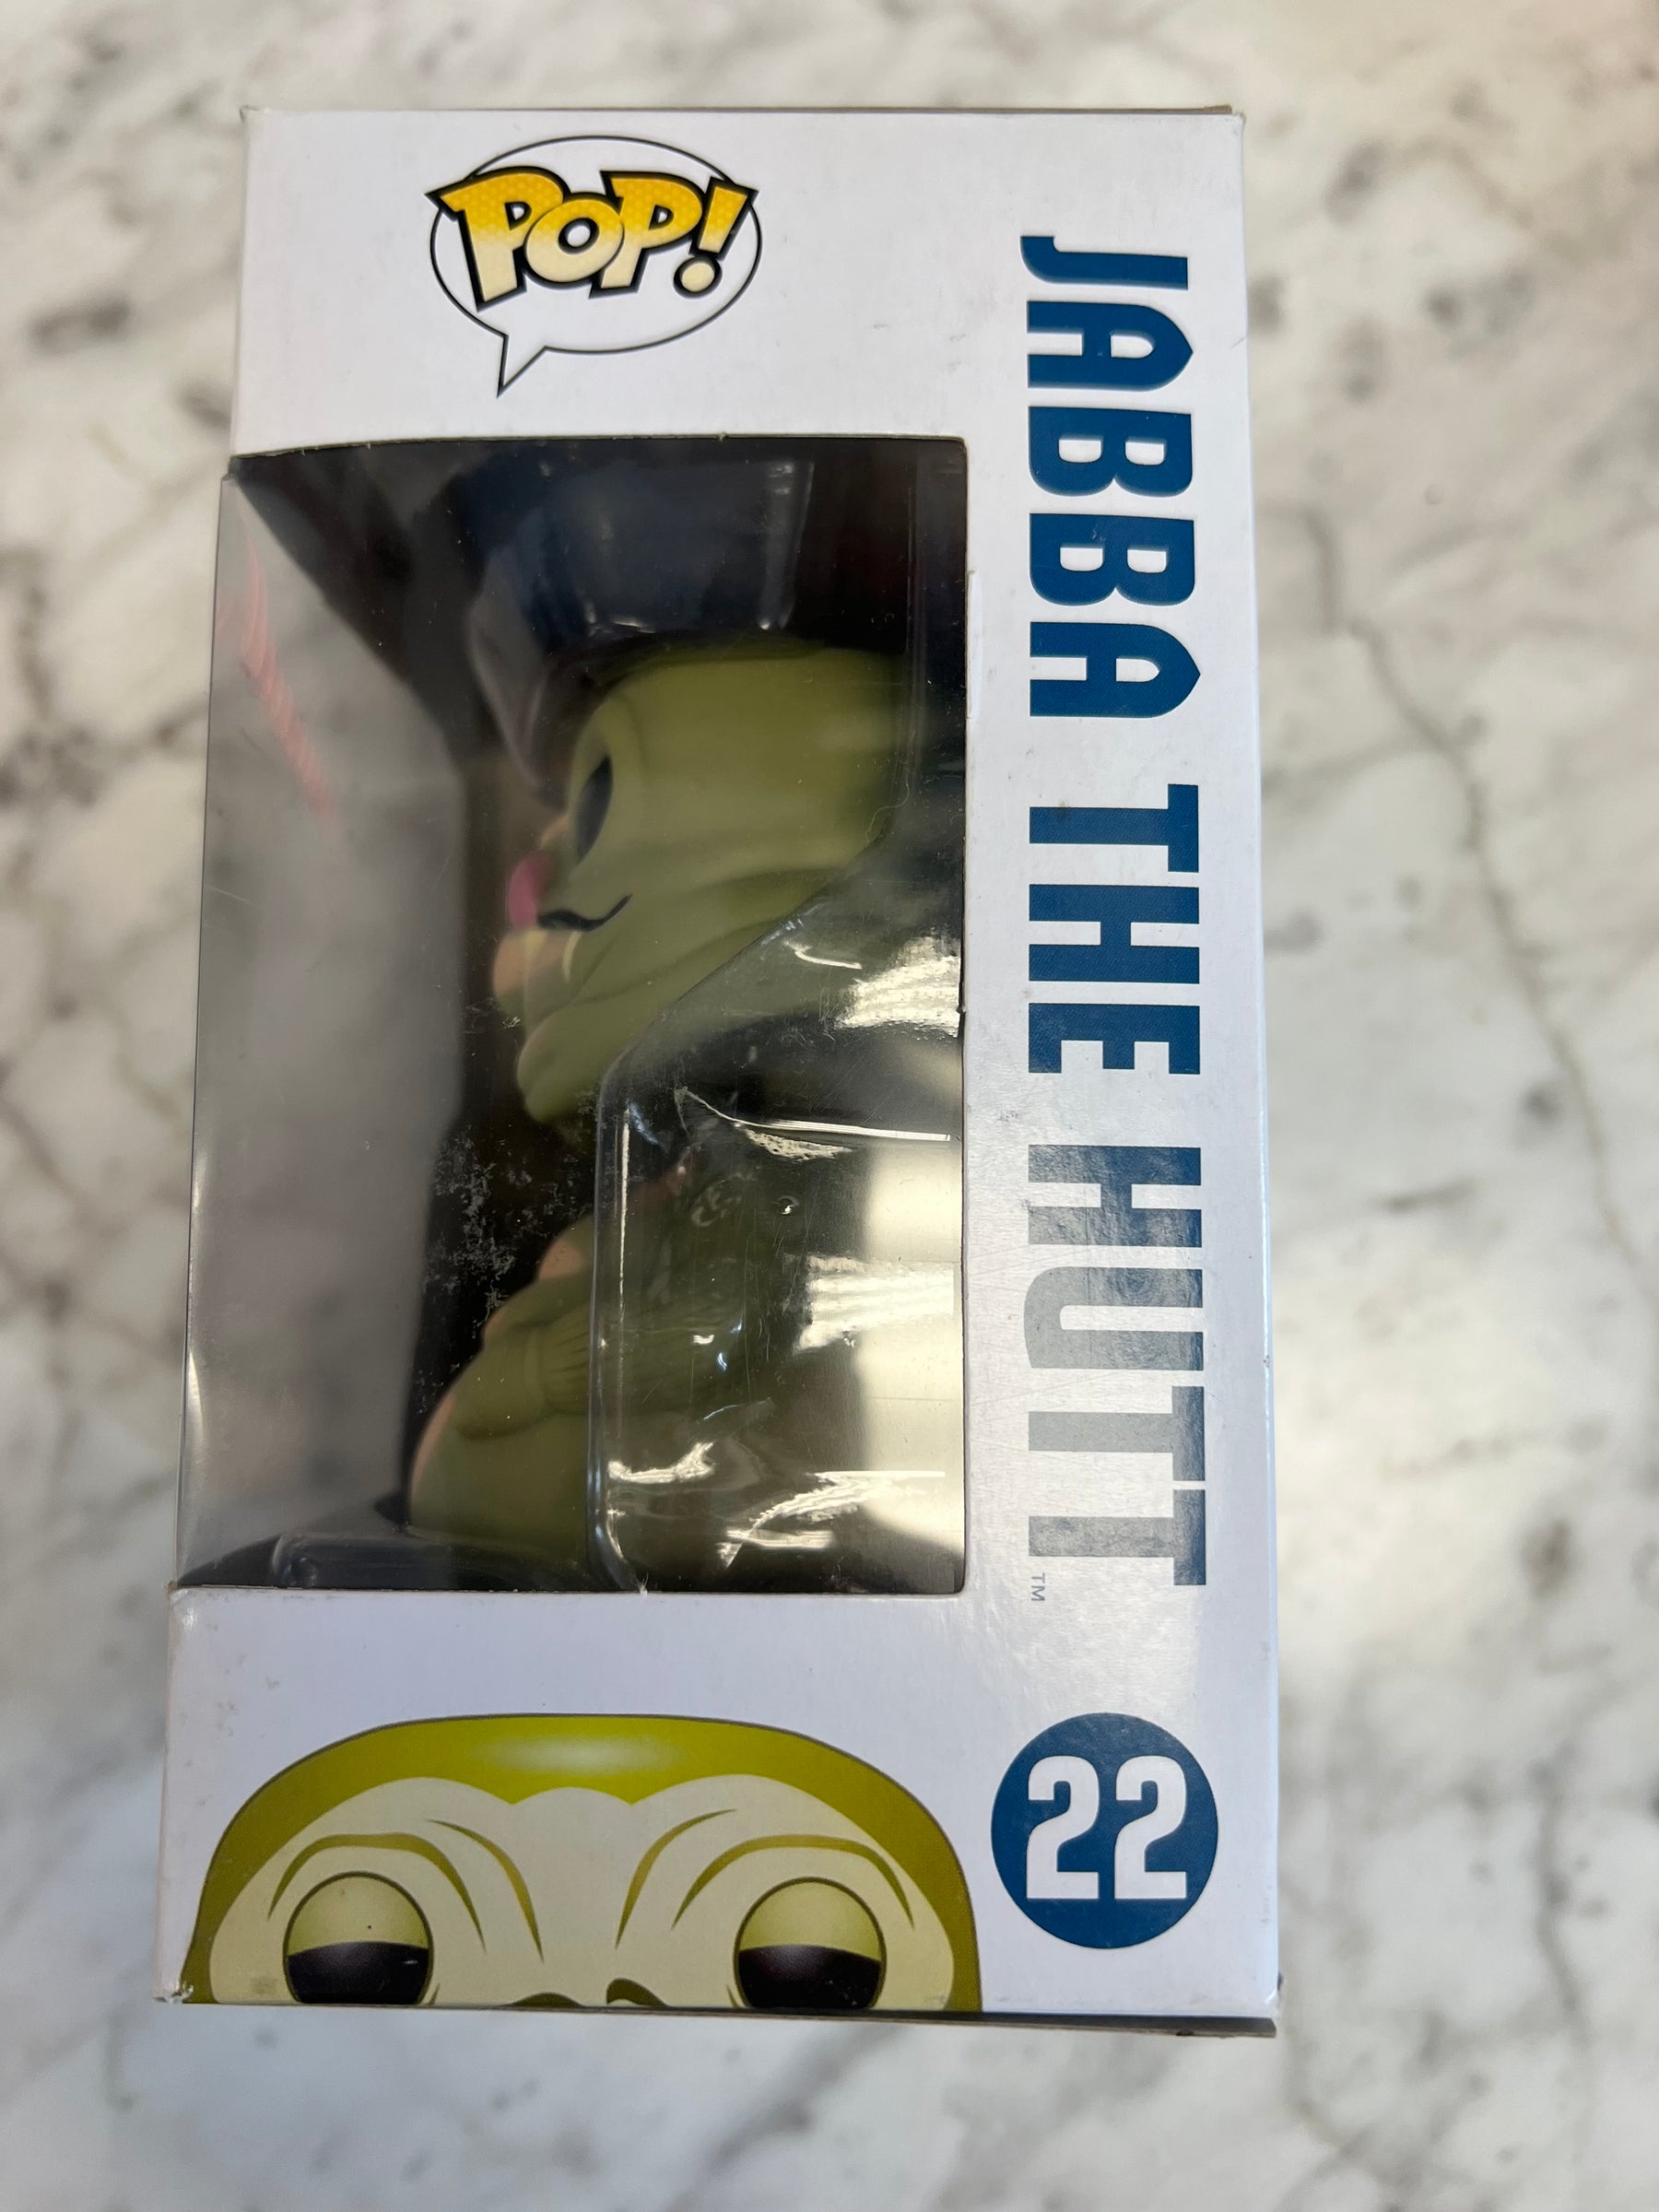 POP!
JABBA THE HUTT™
22